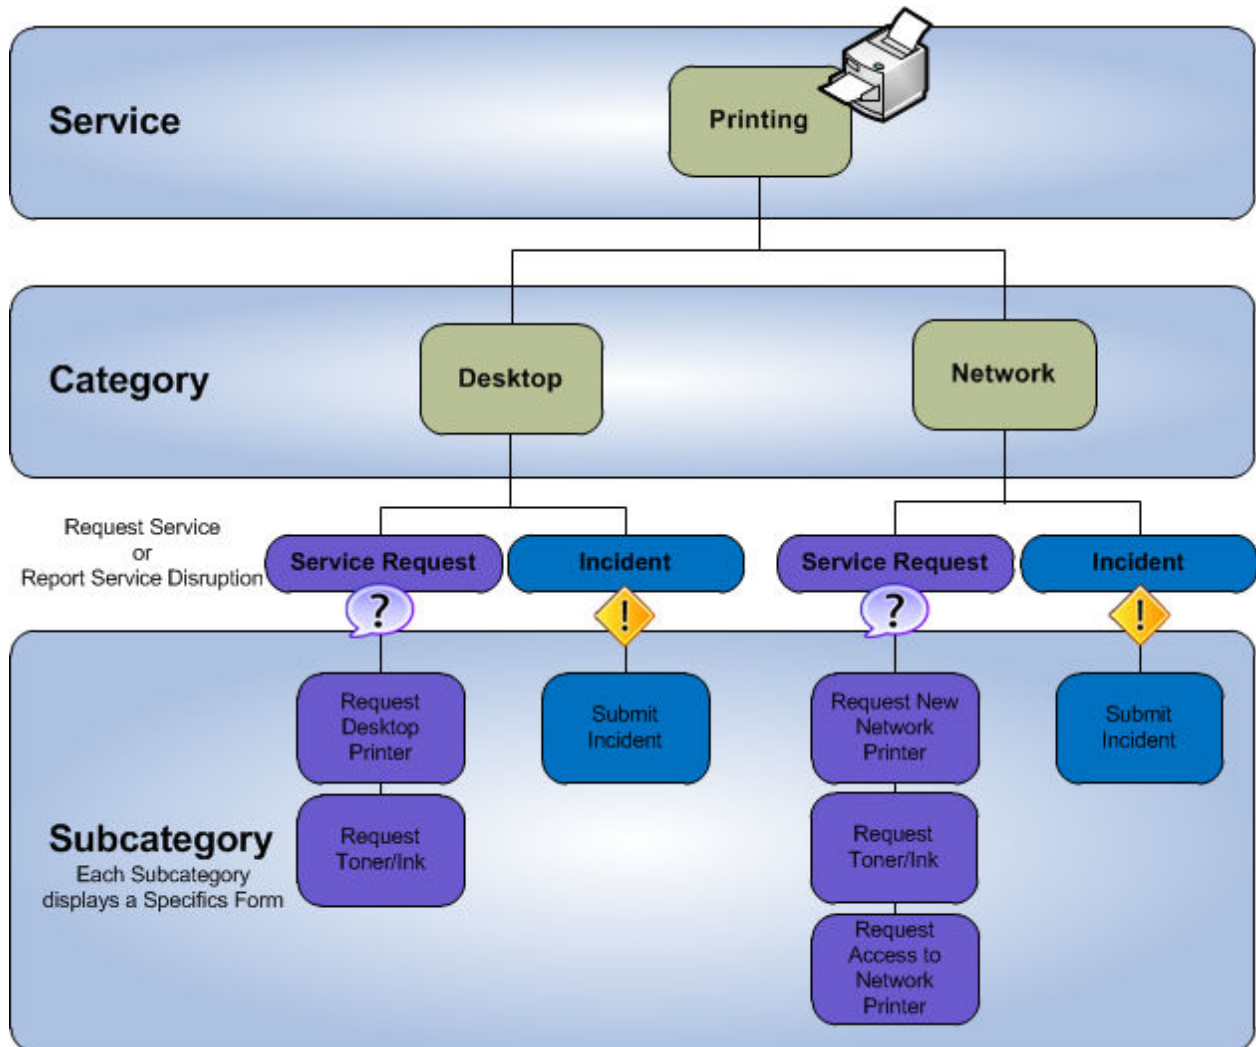 Service
Printing
Category
Desktop
Network
Request Service
or
Report Service Disruption
Service Request
Incident
Service Request
Incident
?
!
?
!
Request
Desktop
Printer
Submit
Incident
Request New
Network
Printer
Submit
Incident
Subcategory
Each Subcategory
displays a Specifics Form
Request
Toner/Ink
Request
Toner/Ink
Request
Access to
Network
Printer